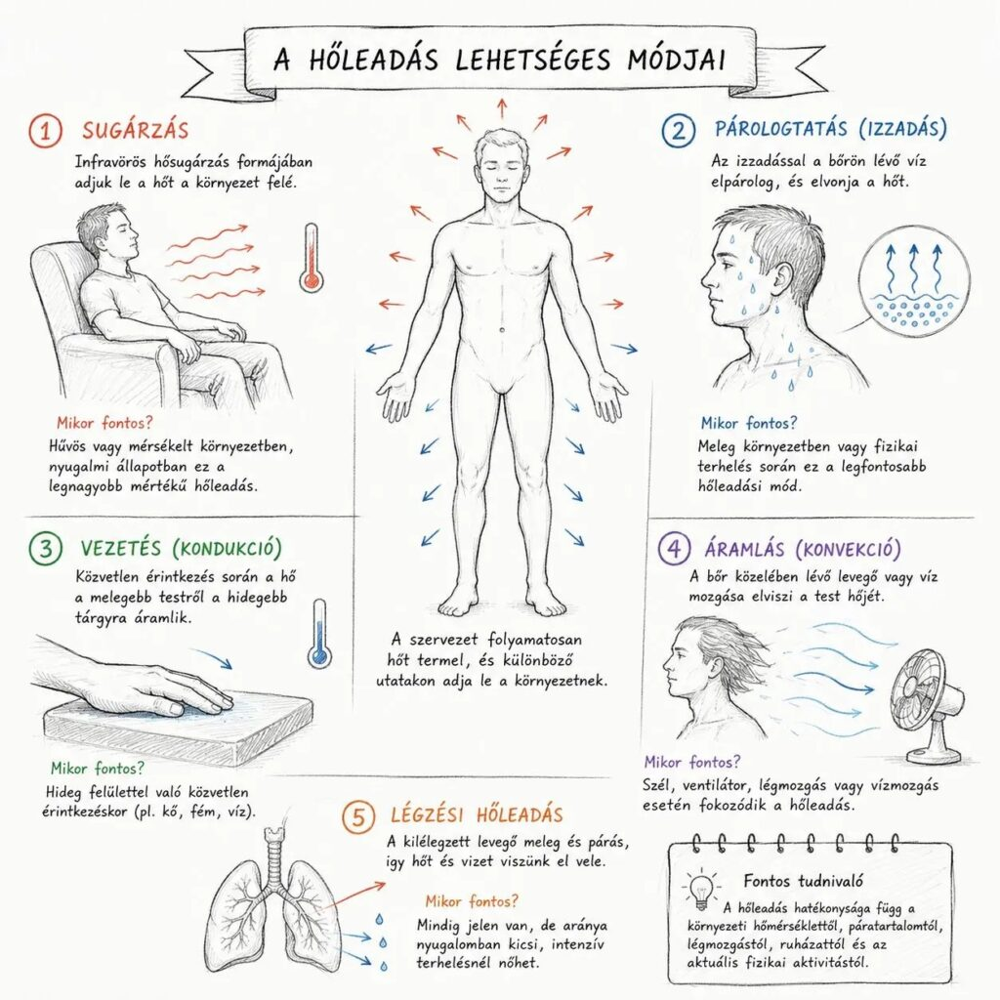 A HŐLEADÁS LEHETSÉGES MÓDJAI
1 SUGÁRZÁS
Infravörös hősugárzás formájában
adjuk le a hőt a környezet felé.
Mikor fontos?
Hűvös vagy mérsékelt környezetben,
nyugalmi állapotban ez a
legnagyobb mértékű hőleadás.
2 PÁROLOGTATÁS (IZZADÁS)
Az izzadással a bőrön lévő víz
elpárolog, és elvonja a hőt.
Mikor fontos?
Meleg környezetben vagy fizikai
terhelés során ez a legfontosabb
hőleadási mód.
3 VEZETÉS (KONDUKCIÓ)
Közvetlen érintkezés során a hő
a melegebb testről a hidegebb
tárgyra áramlik.
Mikor fontos?
Hideg felülettel való közvetlen
érintkezéskor (pl. kő, fém, víz).
A szervezet folyamatosan
hőt termel, és különböző
utatakon adja le a környezetnek.
4 ÁRAMLÁS (KONVEKCIÓ)
A bőr közelében lévő levegő vagy víz
mozgása elviszi a test hőjét.
Mikor fontos?
Szél, ventilátor, légmozgás vagy vízmozgás
esetén fokozódik a hőleadás.
5 LÉGZÉSI HŐLEADÁS
A kilélegzett levegő meleg és párás,
igy hőt és vizet viszünk el vele.
Mikor fontos?
Mindig jelen van, de aránya
nyugalomban kicsi, intenzív
terhelésnél nőhet.
Fontos tudnivaló
A hőleadás hatékonysága függ a
környezeti hőmérséklettől, páratartalomtól,
légmozgástól, ruházattól és az
aktuális fizikai aktivitástól.